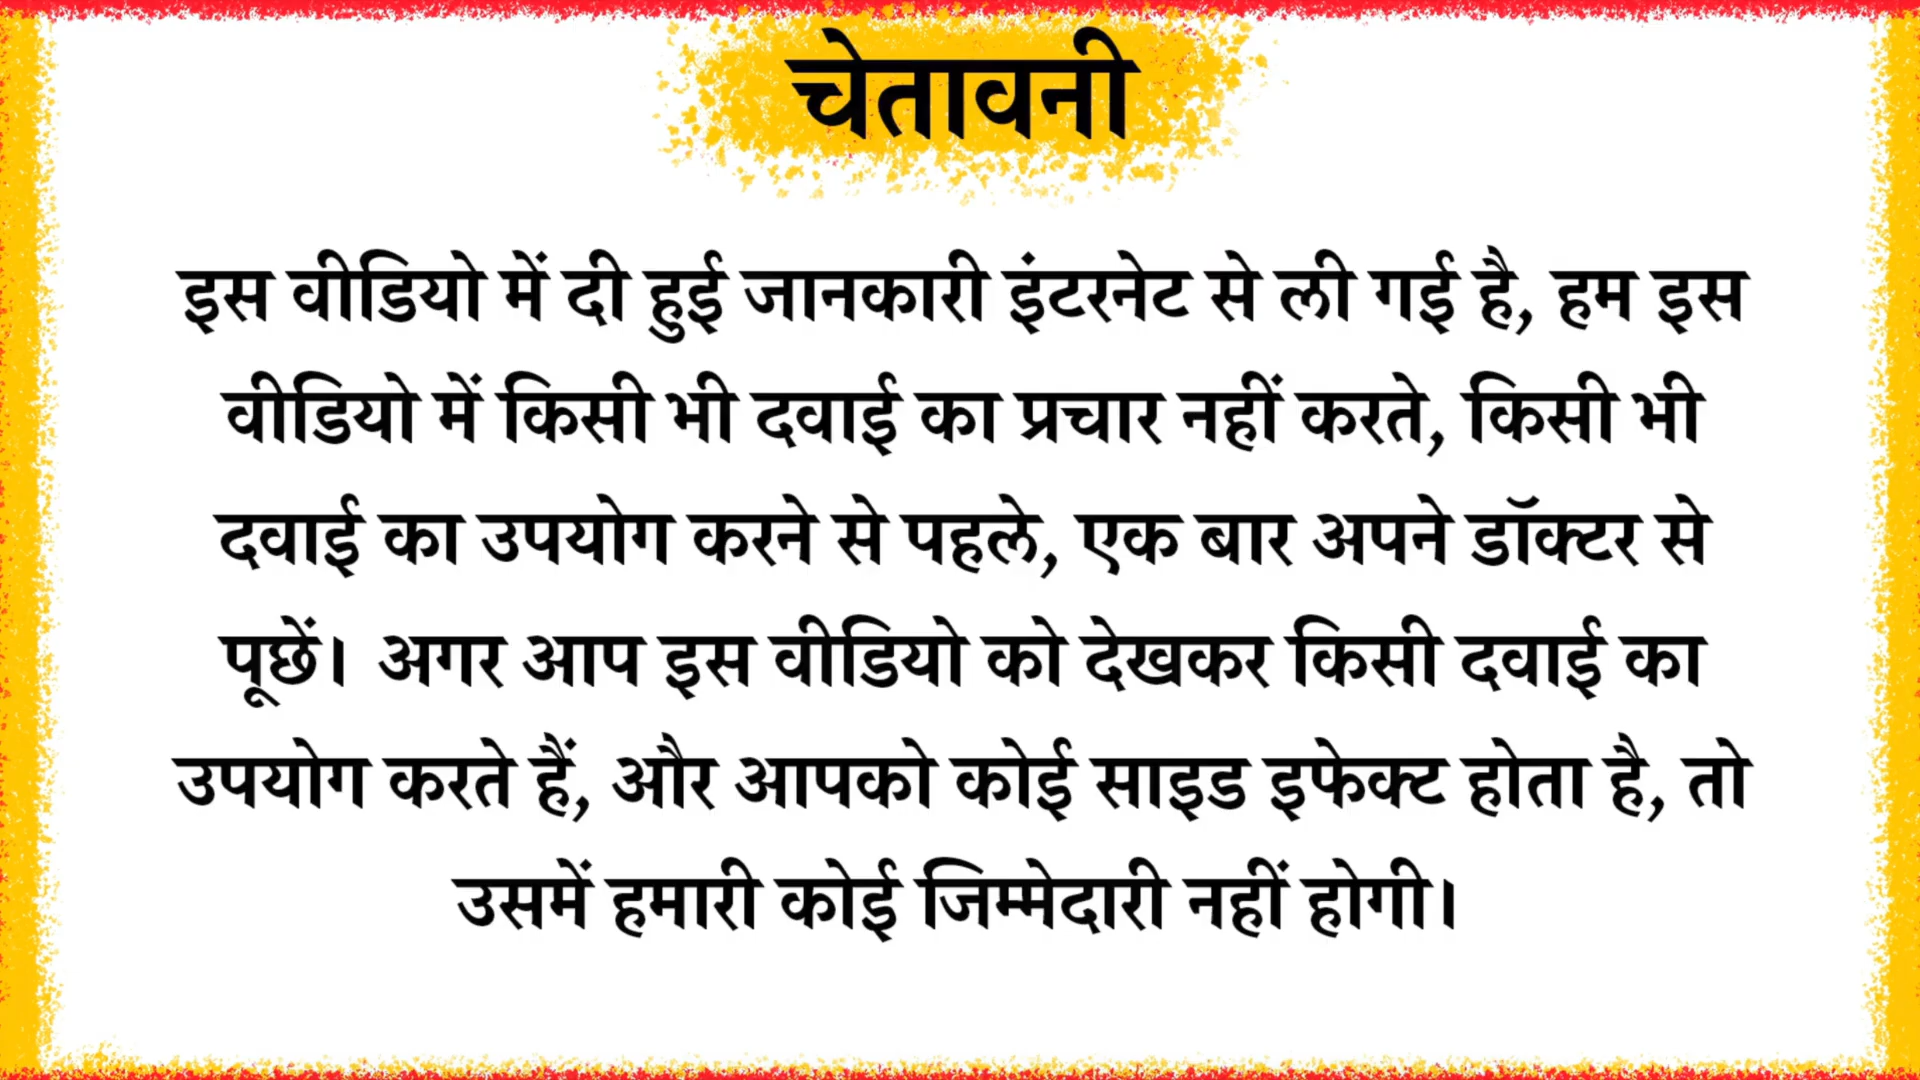 चेतावनी
इस वीडियो में दी हुई जानकारी इंटरनेट से ली गई है, हम इस
वीडियो में किसी भी दवाई का प्रचार नहीं करते, किसी भी
दवाई का उपयोग करने से पहले, एक बार अपने डॉक्टर से
पूछें। अगर आप इस वीडियो को देखकर किसी दवाई का
उपयोग करते हैं, और आपको कोई साइड इफेक्ट होता है, तो
उसमें हमारी कोई जिम्मेदारी नहीं होगी।